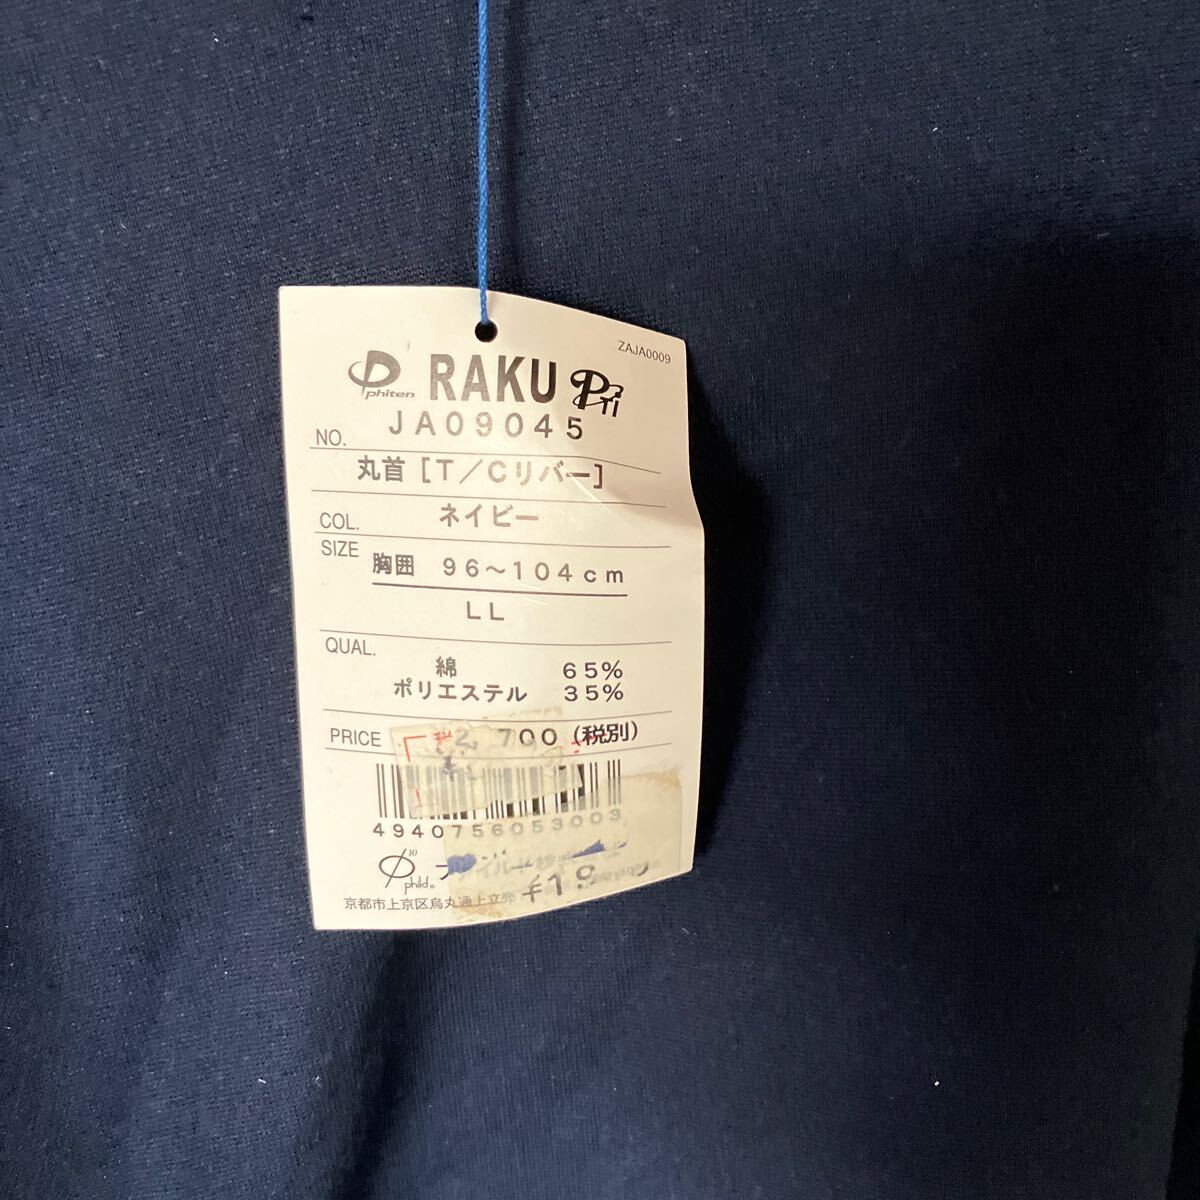 ZAJA0009
phiten RAKU PTi
NO. JA09045
丸首［T／Cリバー］
COL. ネイビー
SIZE 胸囲 96～104cm
LL
QUAL.
綿 65%
ポリエステル 35%
PRICE 700（税別）
4940756053003
10
phild®
京都市上京区烏丸通上立売